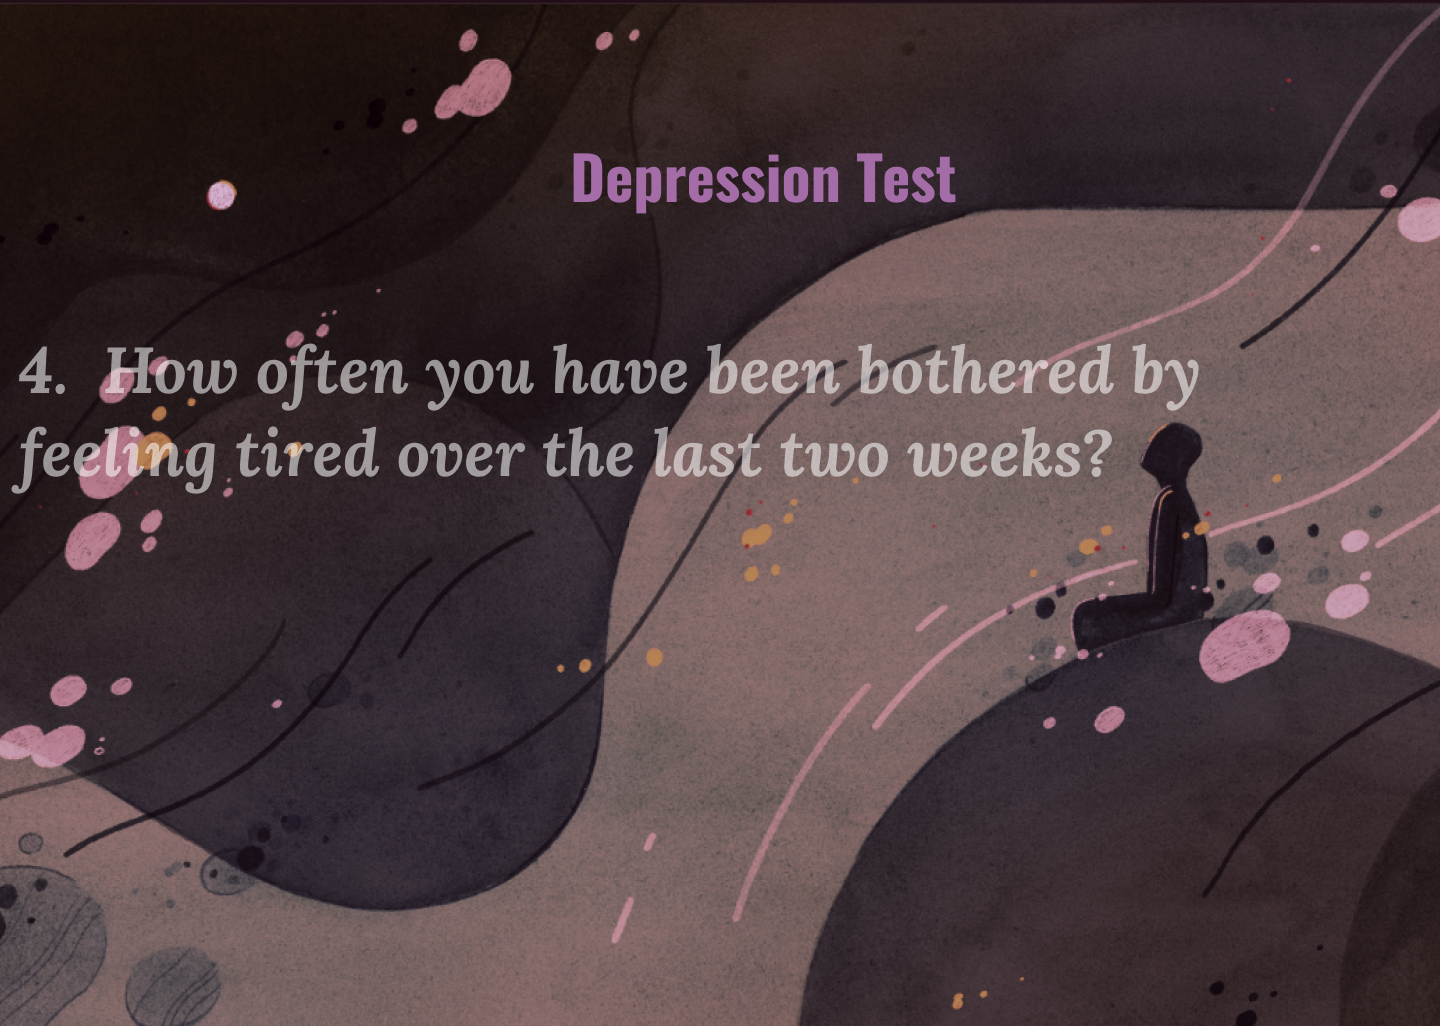 Depression Test
4. How often you have been bothered by
feeling tired over the last two weeks?